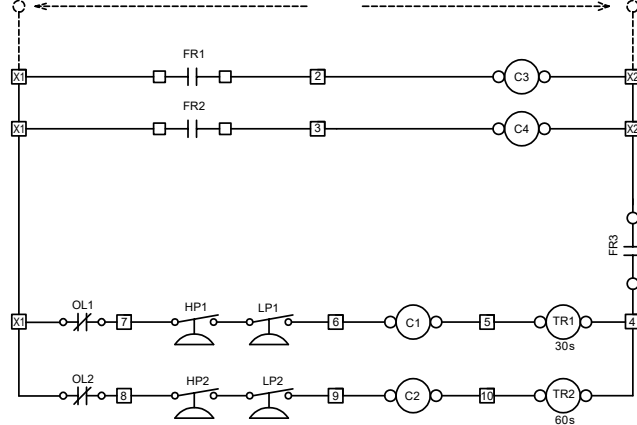 FR1
X1 2 C3 X2
FR2
X1 3 C4 X2
FR3
OL1 HP1 LP1
X1 7 6 C1 5 TR1 4
30s
OL2 HP2 LP2
8 9 C2 10 TR2
60s